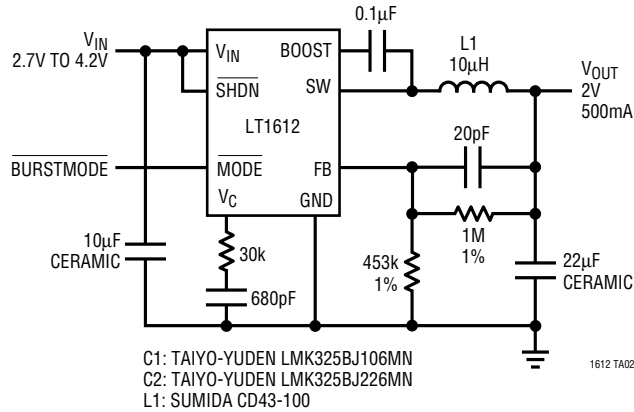 V_IN
2.7V TO 4.2V
V_IN
BOOST
0.1µF
L1
10µH
V_OUT
2V
500mA
SHDN
SW
LT1612
20pF
BURSTMODE
MODE
FB
V_C
GND
1M
1%
10µF
CERAMIC
30k
680pF
453k
1%
22µF
CERAMIC
C1: TAIYO-YUDEN LMK325BJ106MN
C2: TAIYO-YUDEN LMK325BJ226MN
L1: SUMIDA CD43-100
1612 TA02